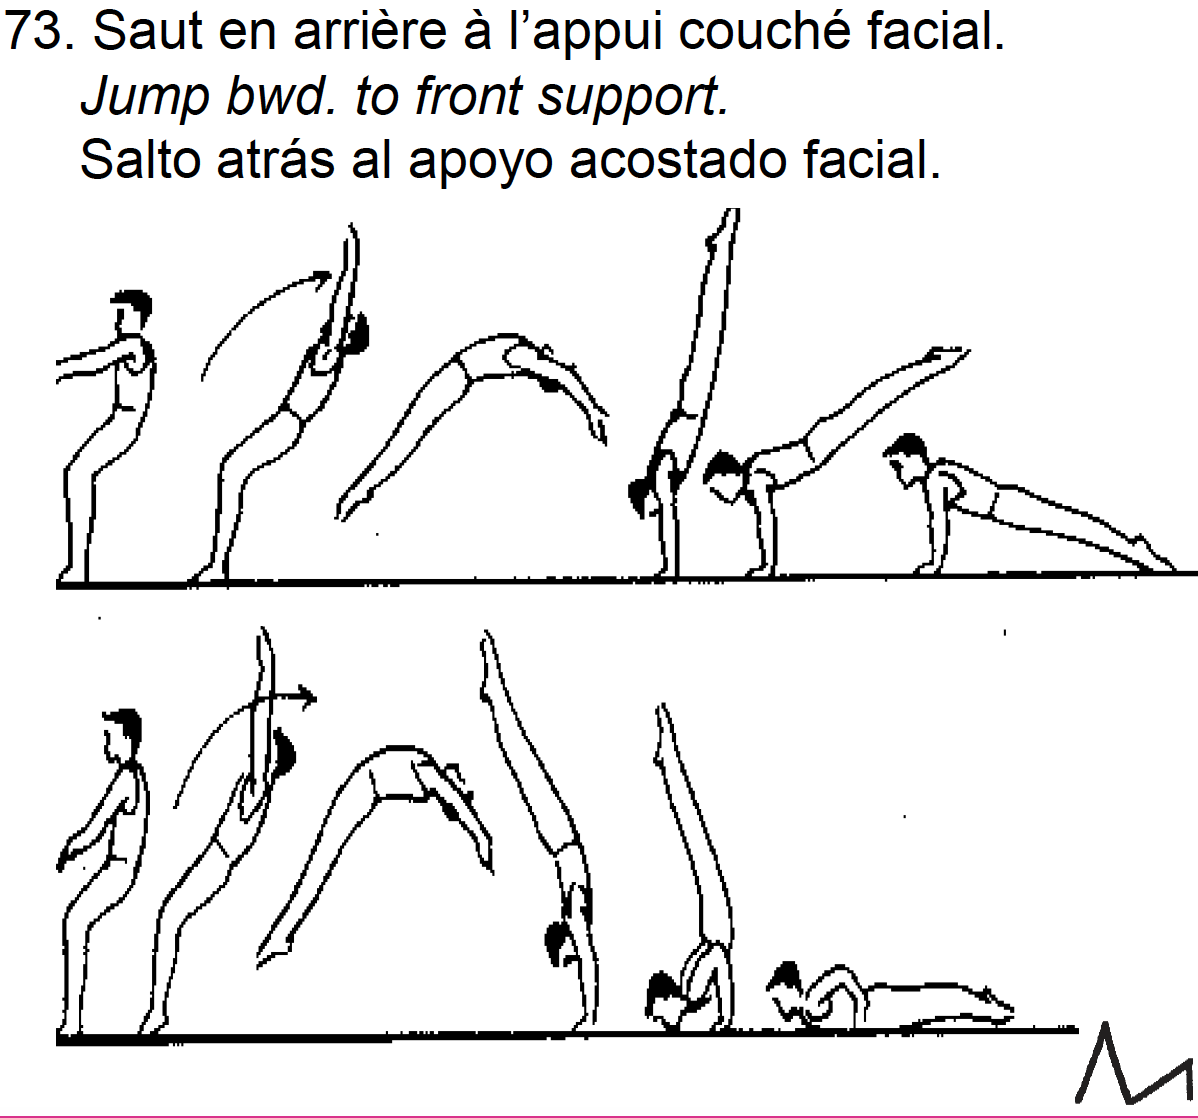 73. Saut en arrière à l’appui couché facial.
Jump bwd. to front support.
Salto atrás al apoyo acostado facial.